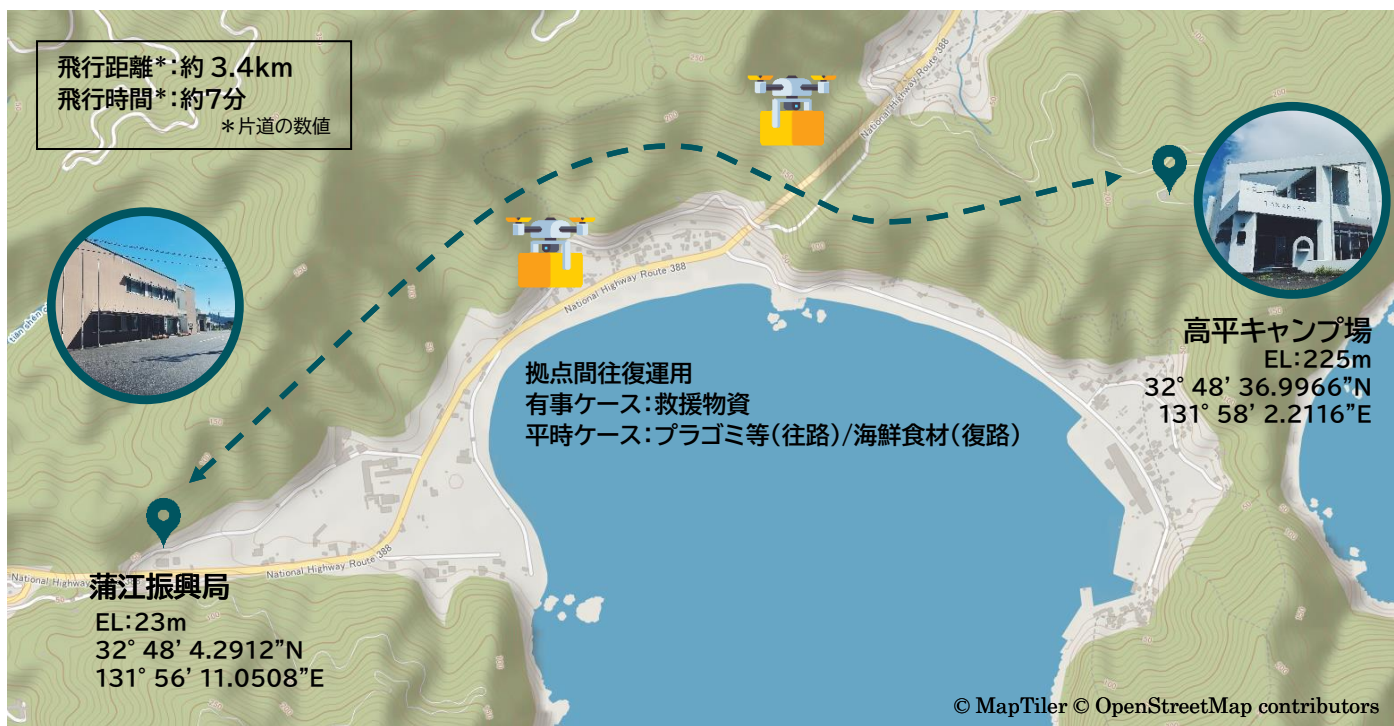 飛行距離*:約 3.4km
飛行時間*:約7分
*片道の数値
National Highway Route 388
National Highway Route 388
拠点間往復運用
有事ケース:救援物資
平時ケース:プラゴミ等(往路)/海鮮食材(復路)
高平キャンプ場
EL:225m
32° 48’ 36.9966”N
131° 58’ 2.2116”E
National Highway Route 388
蒲江振興局
EL:23m
32° 48’ 4.2912”N
131° 56’ 11.0508”E
© MapTiler © OpenStreetMap contributors